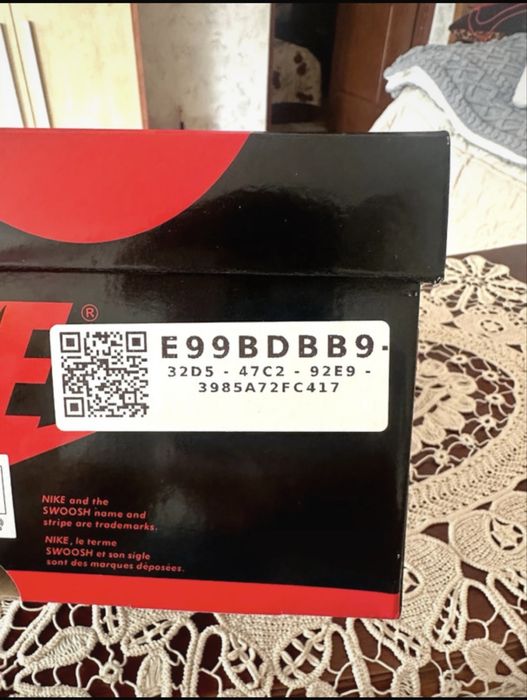 E
®
E99BDBB9-
32D5 - 47C2 - 92E9 -
3985A72FC417
NIKE and the
SWOOSH name and
stripe are trademarks.
NIKE, le terme
SWOOSH et son sigle
sont des marques déposées.